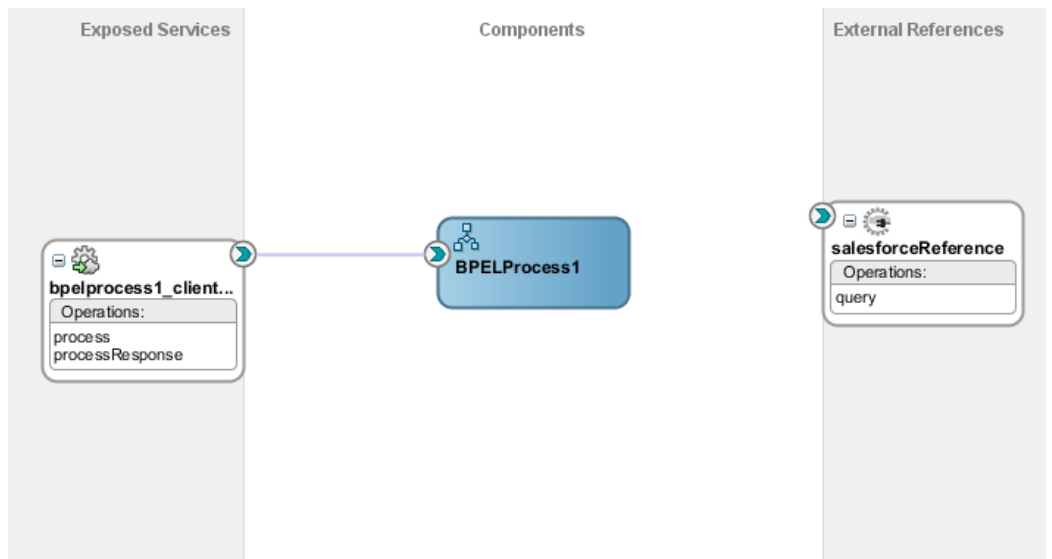 Exposed Services
Components
External References
bpelprocess1_client...
Operations:
process
processResponse
BPELProcess1
salesforceReference
Operations:
query